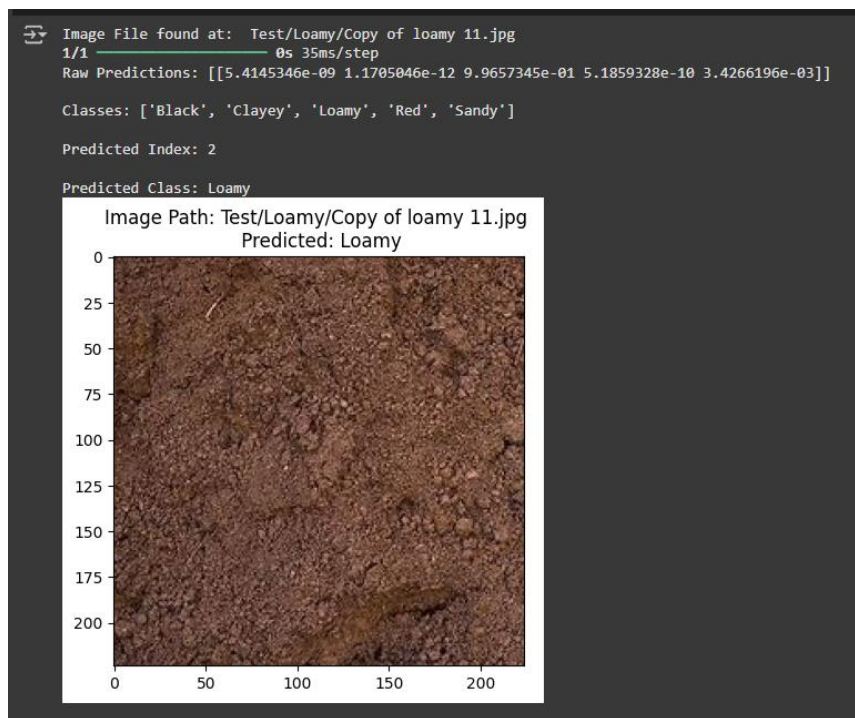 Image File found at:  Test/Loamy/Copy of loamy 11.jpg
1/1 ━━━━━━━━━━━━━━━━━━━━ 0s 35ms/step
Raw Predictions: [[5.4145346e-09 1.1705046e-12 9.9657345e-01 5.1859328e-10 3.4266196e-03]]
Classes: ['Black', 'Clayey', 'Loamy', 'Red', 'Sandy']
Predicted Index: 2
Predicted Class: Loamy
Image Path: Test/Loamy/Copy of loamy 11.jpg
Predicted: Loamy
0
25
50
75
100
125
150
175
200
0 50 100 150 200